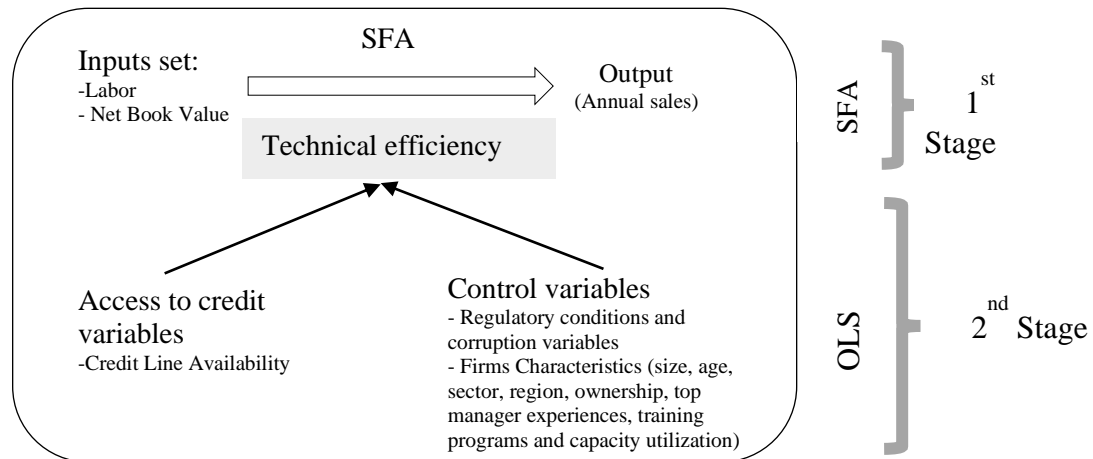 SFA
Inputs set:
-Labor
- Net Book Value
Output
(Annual sales)
Technical efficiency
Access to credit
variables
-Credit Line Availability
Control variables
- Regulatory conditions and
corruption variables
- Firms Characteristics (size, age,
sector, region, ownership, top
manager experiences, training
programs and capacity utilization)
SFA
1st
Stage
OLS
2nd Stage